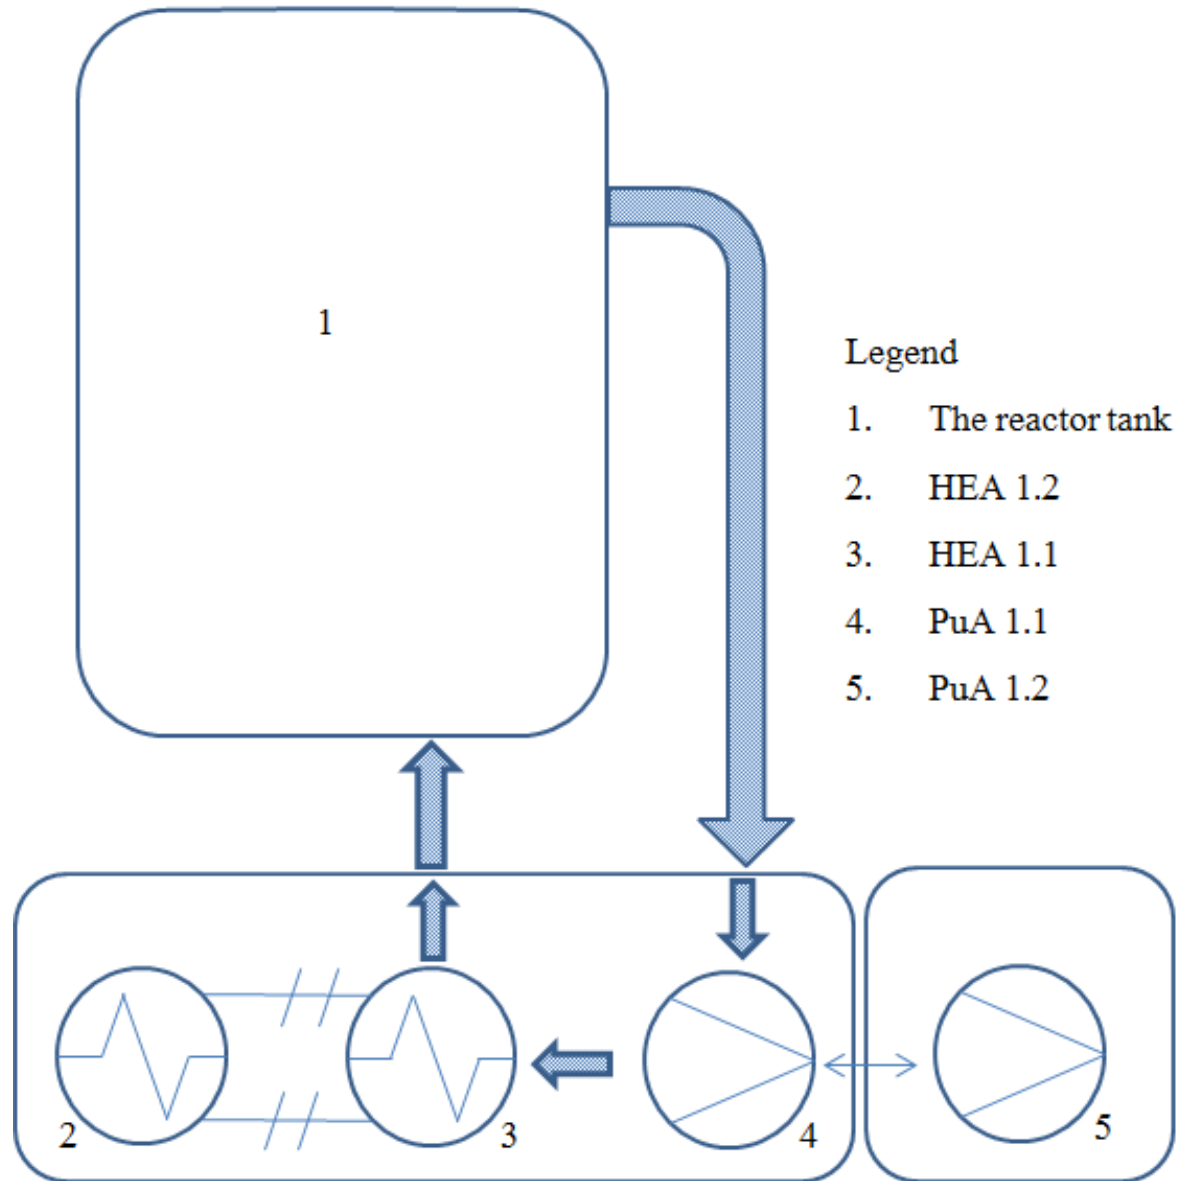 1
Legend
1. The reactor tank
2. HEA 1.2
3. HEA 1.1
4. PuA 1.1
5. PuA 1.2
2
3
4
5